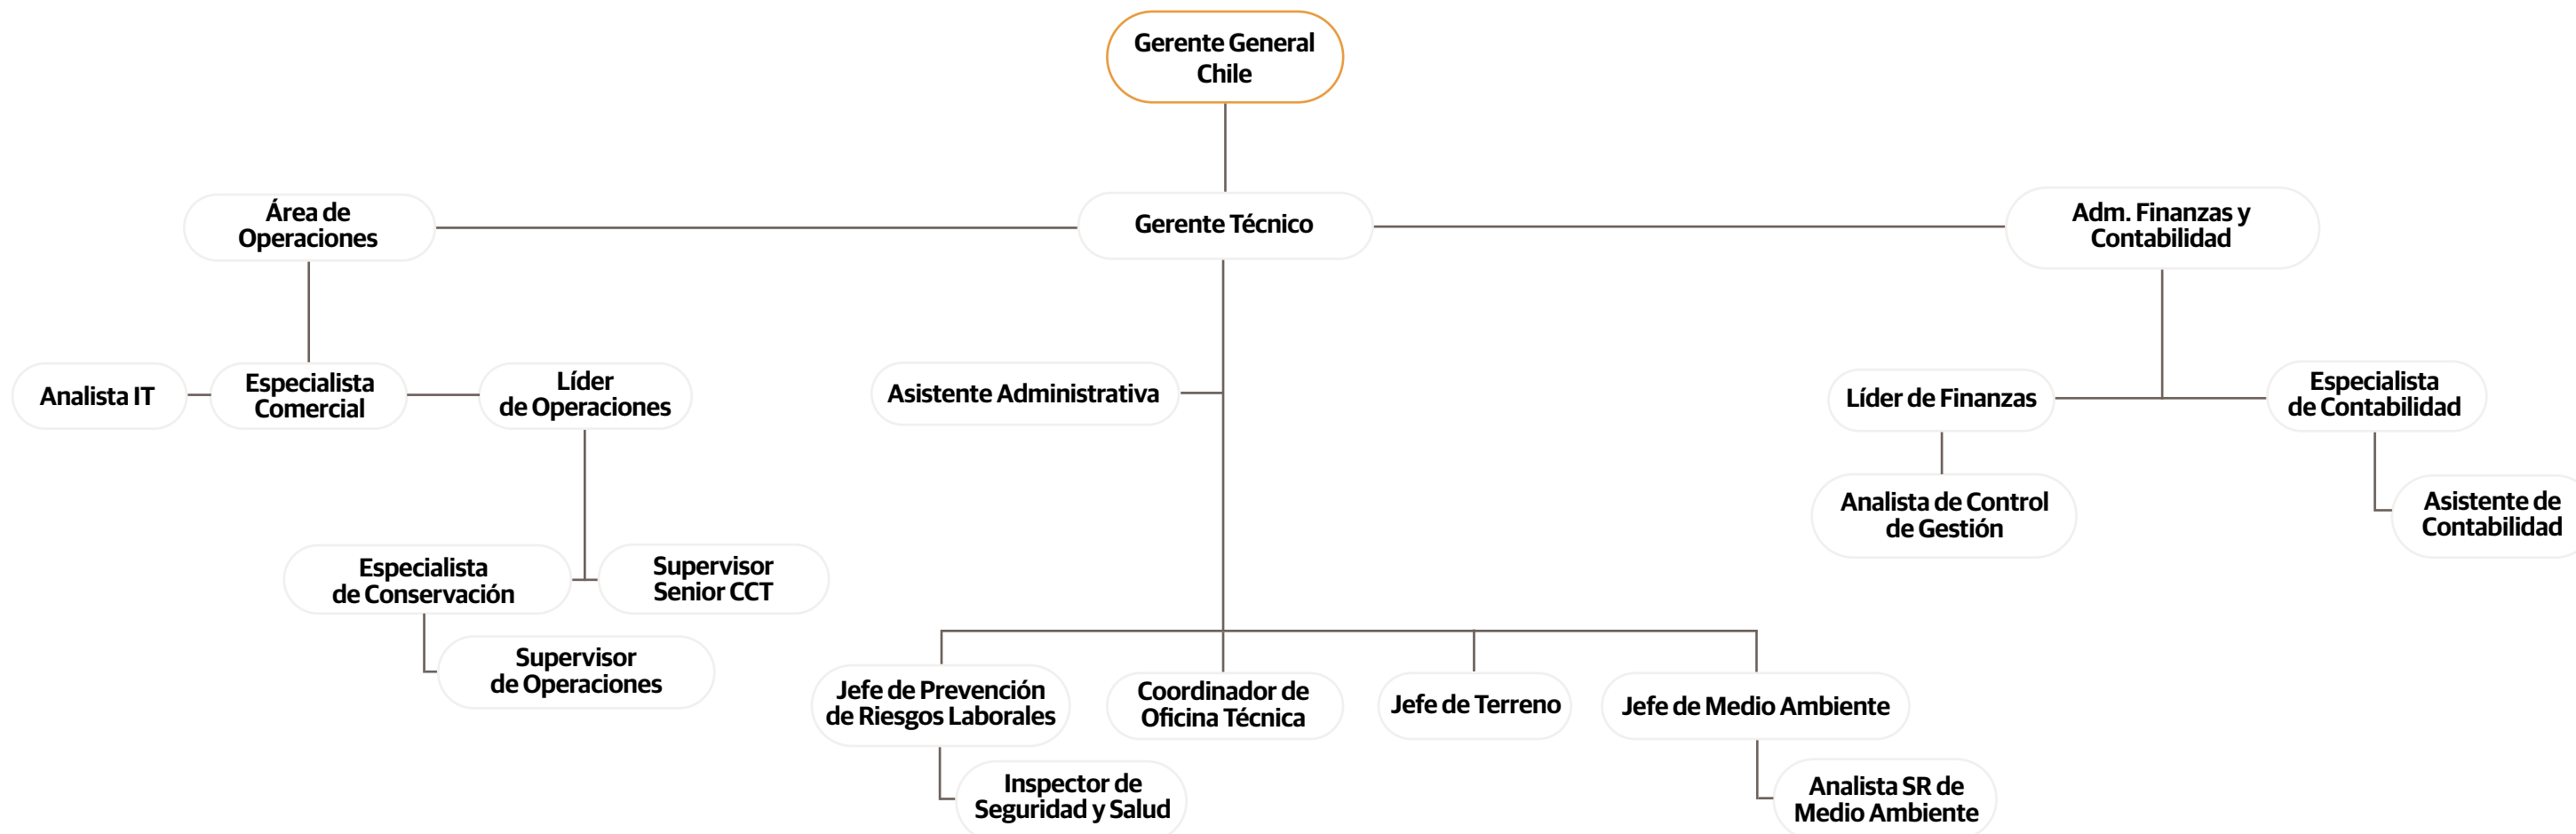 Gerente General
Chile
Área de
Operaciones
Gerente Técnico
Adm. Finanzas y
Contabilidad
Analista IT
Especialista
Comercial
Líder
de Operaciones
Asistente Administrativa
Líder de Finanzas
Especialista
de Contabilidad
Analista de Control
de Gestión
Asistente de
Contabilidad
Especialista
de Conservación
Supervisor
Senior CCT
Supervisor
de Operaciones
Jefe de Prevención
de Riesgos Laborales
Coordinador de
Oficina Técnica
Jefe de Terreno
Jefe de Medio Ambiente
Inspector de
Seguridad y Salud
Analista SR de
Medio Ambiente